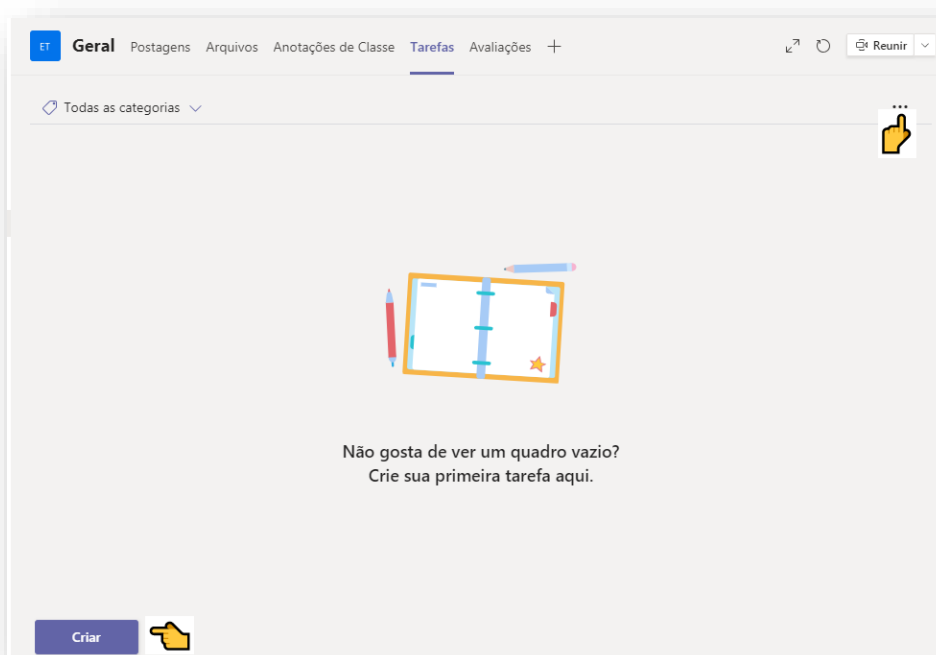 ET Geral Postagens Arquivos Anotações de Classe Tarefas Avaliações Reunir
Todas as categorias
Não gosta de ver um quadro vazio?
Crie sua primeira tarefa aqui.
Criar